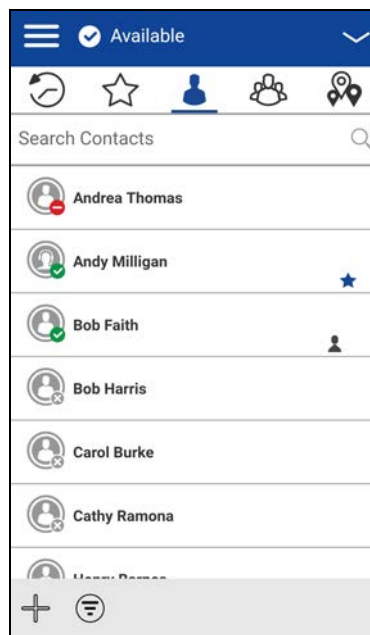 Available
Search Contacts
Andrea Thomas
Andy Milligan
Bob Faith
Bob Harris
Carol Burke
Cathy Ramona